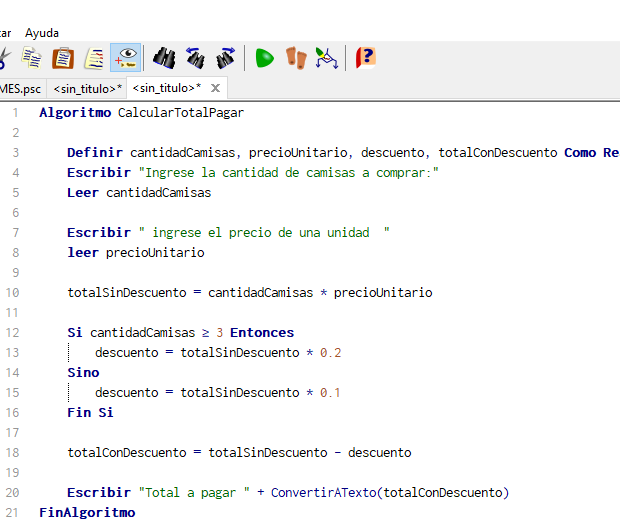 ar Ayuda
MES.psc <sin_titulo>* <sin_titulo>* X
1 Algoritmo CalcularTotalPagar
2
3 Definir cantidadCamisas, precioUnitario, descuento, totalConDescuento Como Re
4 Escribir "Ingrese la cantidad de camisas a comprar:"
5 Leer cantidadCamisas
6
7 Escribir " ingrese el precio de una unidad  "
8 leer precioUnitario
9
10 totalSinDescuento = cantidadCamisas * precioUnitario
11
12 Si cantidadCamisas ≥ 3 Entonces
13 descuento = totalSinDescuento * 0.2
14 Sino
15 descuento = totalSinDescuento * 0.1
16 Fin Si
17
18 totalConDescuento = totalSinDescuento - descuento
19
20 Escribir "Total a pagar " + ConvertirATexto(totalConDescuento)
21 FinAlgoritmo